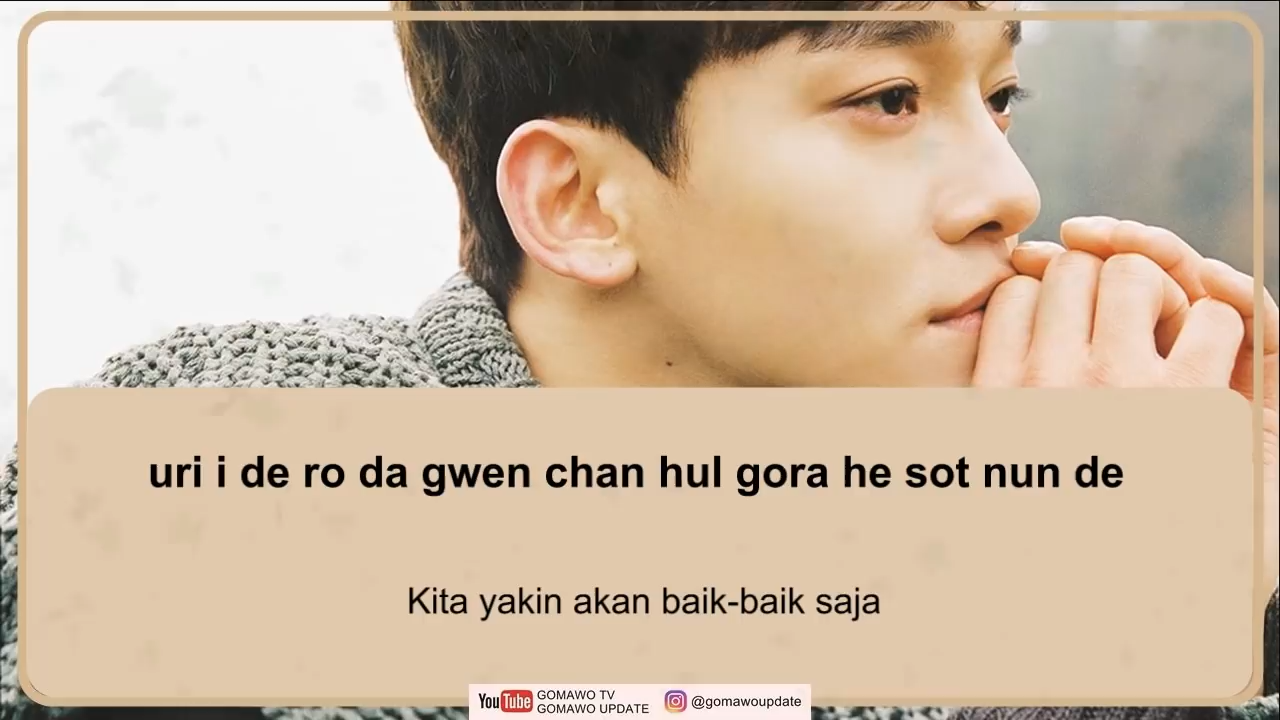 uri i de ro da gwen chan hul gora he sot nun de
Kita yakin akan baik-baik saja
YouTube GOMAWO TV
GOMAWO UPDATE
@gomawoupdate